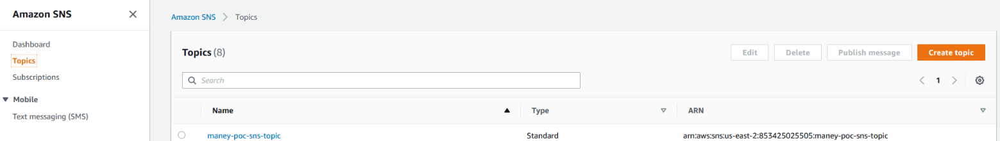 Amazon SNS
Dashboard
Topics
Subscriptions
Mobile
Text messaging (SMS)
Amazon SNS > Topics
Topics (8)
Edit
Delete
Publish message
Create topic
Search
1
Name Type ARN
maney-poc-sns-topic Standard arn:aws:sns:us-east-2:853425025505:maney-poc-sns-topic